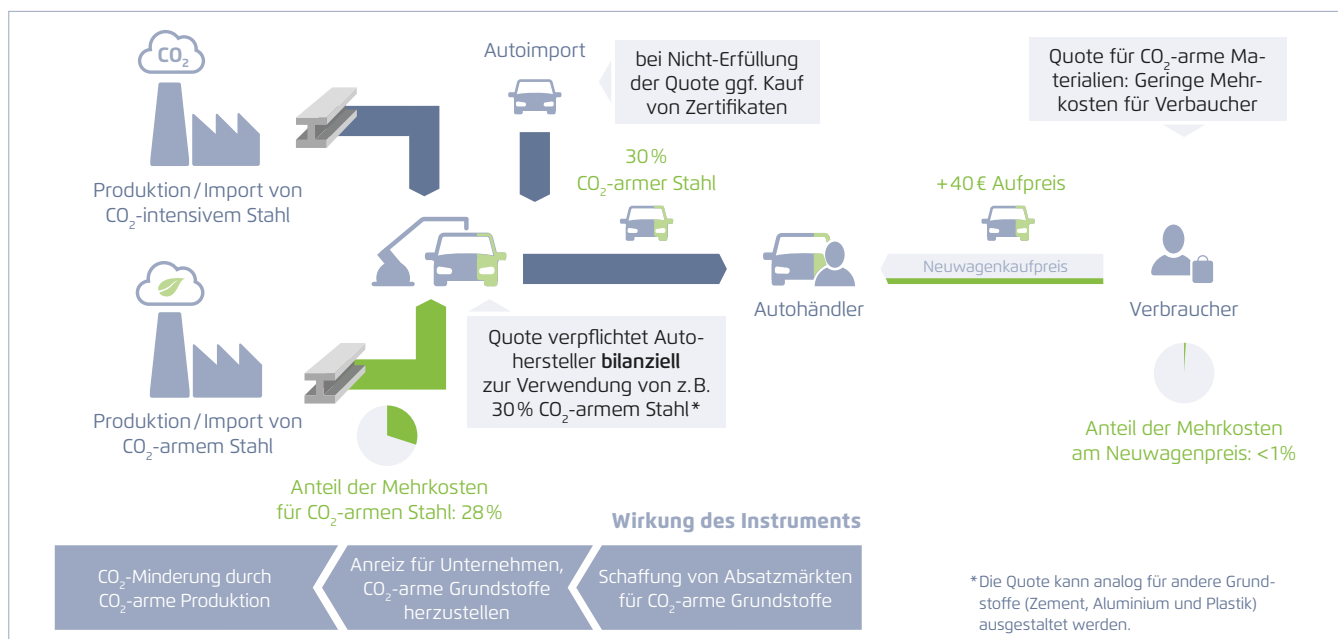 CO₂
Produktion / Import von
CO₂-intensivem Stahl
Autoimport
bei Nicht-Erfüllung
der Quote ggf. Kauf
von Zertifikaten
Quote für CO₂-arme Ma-
terialien: Geringe Mehr-
kosten für Verbaucher
30 %
CO₂-armer Stahl
+40 € Aufpreis
Neuwagenkaufpreis
Autohändler
Verbraucher
Produktion / Import von
CO₂-armem Stahl
Quote verpflichtet Auto-
hersteller bilanziell
zur Verwendung von z. B.
30 % CO₂-armem Stahl *
Anteil der Mehrkosten
für CO₂-armen Stahl: 28 %
Anteil der Mehrkosten
am Neuwagenpreis: <1%
Wirkung des Instruments
CO₂-Minderung durch
CO₂-arme Produktion
Anreiz für Unternehmen,
CO₂-arme Grundstoffe
herzustellen
Schaffung von Absatzmärkten
für CO₂-arme Grundstoffe
* Die Quote kann analog für andere Grund-
stoffe (Zement, Aluminium und Plastik)
ausgestaltet werden.